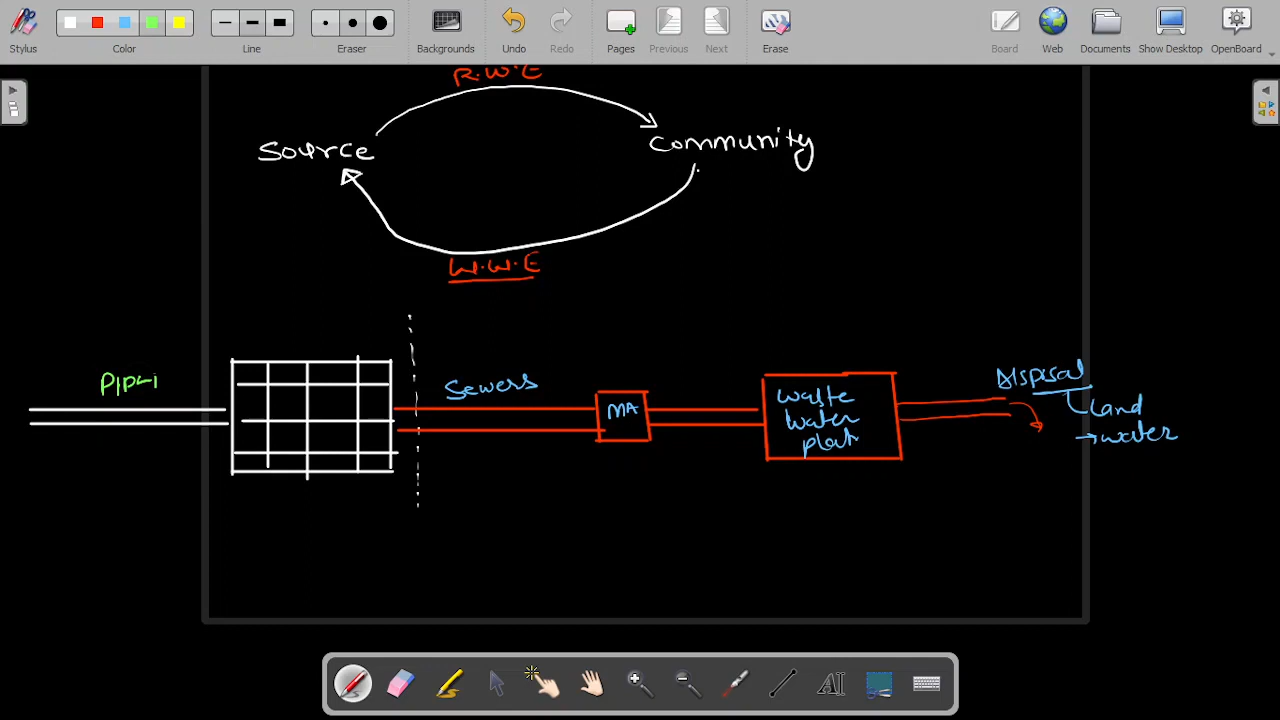 Stylus
Color
Line
Eraser
Backgrounds
Undo
Redo
Pages
Previous
Next
Erase
Board
Web
Documents
Show Desktop
OpenBoard
R.W.E
Source
Community
W.W.E
Sewers
MA
waste
water
plant
Disposal
land
→water
AI